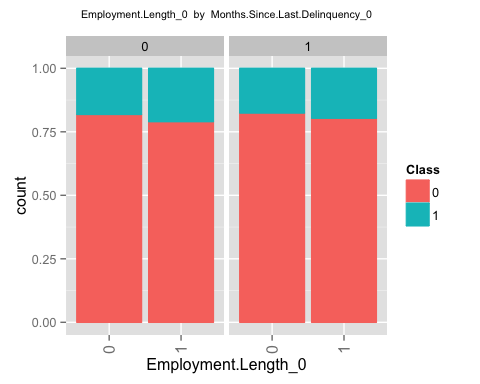 Employment.Length_0 by Months.Since.Last.Delinquency_0
0 1
1.00
0.75
0.50
0.25
0.00
count
Class
0
1
0 1 0 1
Employment.Length_0